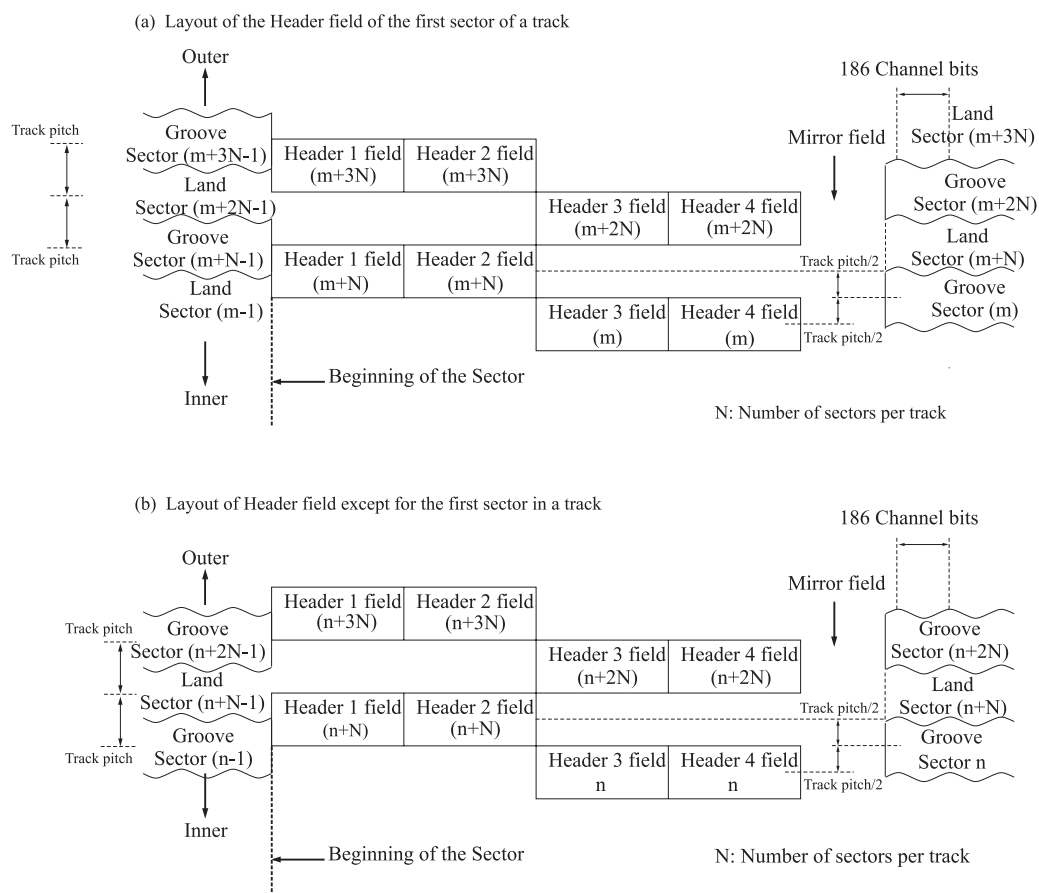 (a) Layout of the Header field of the first sector of a track
Outer
186 Channel bits
Track pitch
Groove
Sector (m+3N-1)
Header 1 field
(m+3N)
Header 2 field
(m+3N)
Mirror field
Land
Sector (m+3N)
Land
Sector (m+2N-1)
Header 3 field
(m+2N)
Header 4 field
(m+2N)
Groove
Sector (m+2N)
Track pitch
Groove
Sector (m+N-1)
Header 1 field
(m+N)
Header 2 field
(m+N)
Track pitch/2
Land
Sector (m+N)
Land
Sector (m-1)
Header 3 field
(m)
Header 4 field
(m)
Track pitch/2
Groove
Sector (m)
Inner
Beginning of the Sector
N: Number of sectors per track
(b) Layout of Header field except for the first sector in a track
186 Channel bits
Outer
Mirror field
Track pitch
Groove
Sector (n+2N-1)
Header 1 field
(n+3N)
Header 2 field
(n+3N)
Groove
Sector (n+2N)
Land
Sector (n+N-1)
Header 3 field
(n+2N)
Header 4 field
(n+2N)
Land
Sector (n+N)
Track pitch
Groove
Sector (n-1)
Header 1 field
(n+N)
Header 2 field
(n+N)
Track pitch/2
Groove
Sector n
Header 3 field
n
Header 4 field
n
Track pitch/2
Inner
Beginning of the Sector
N: Number of sectors per track